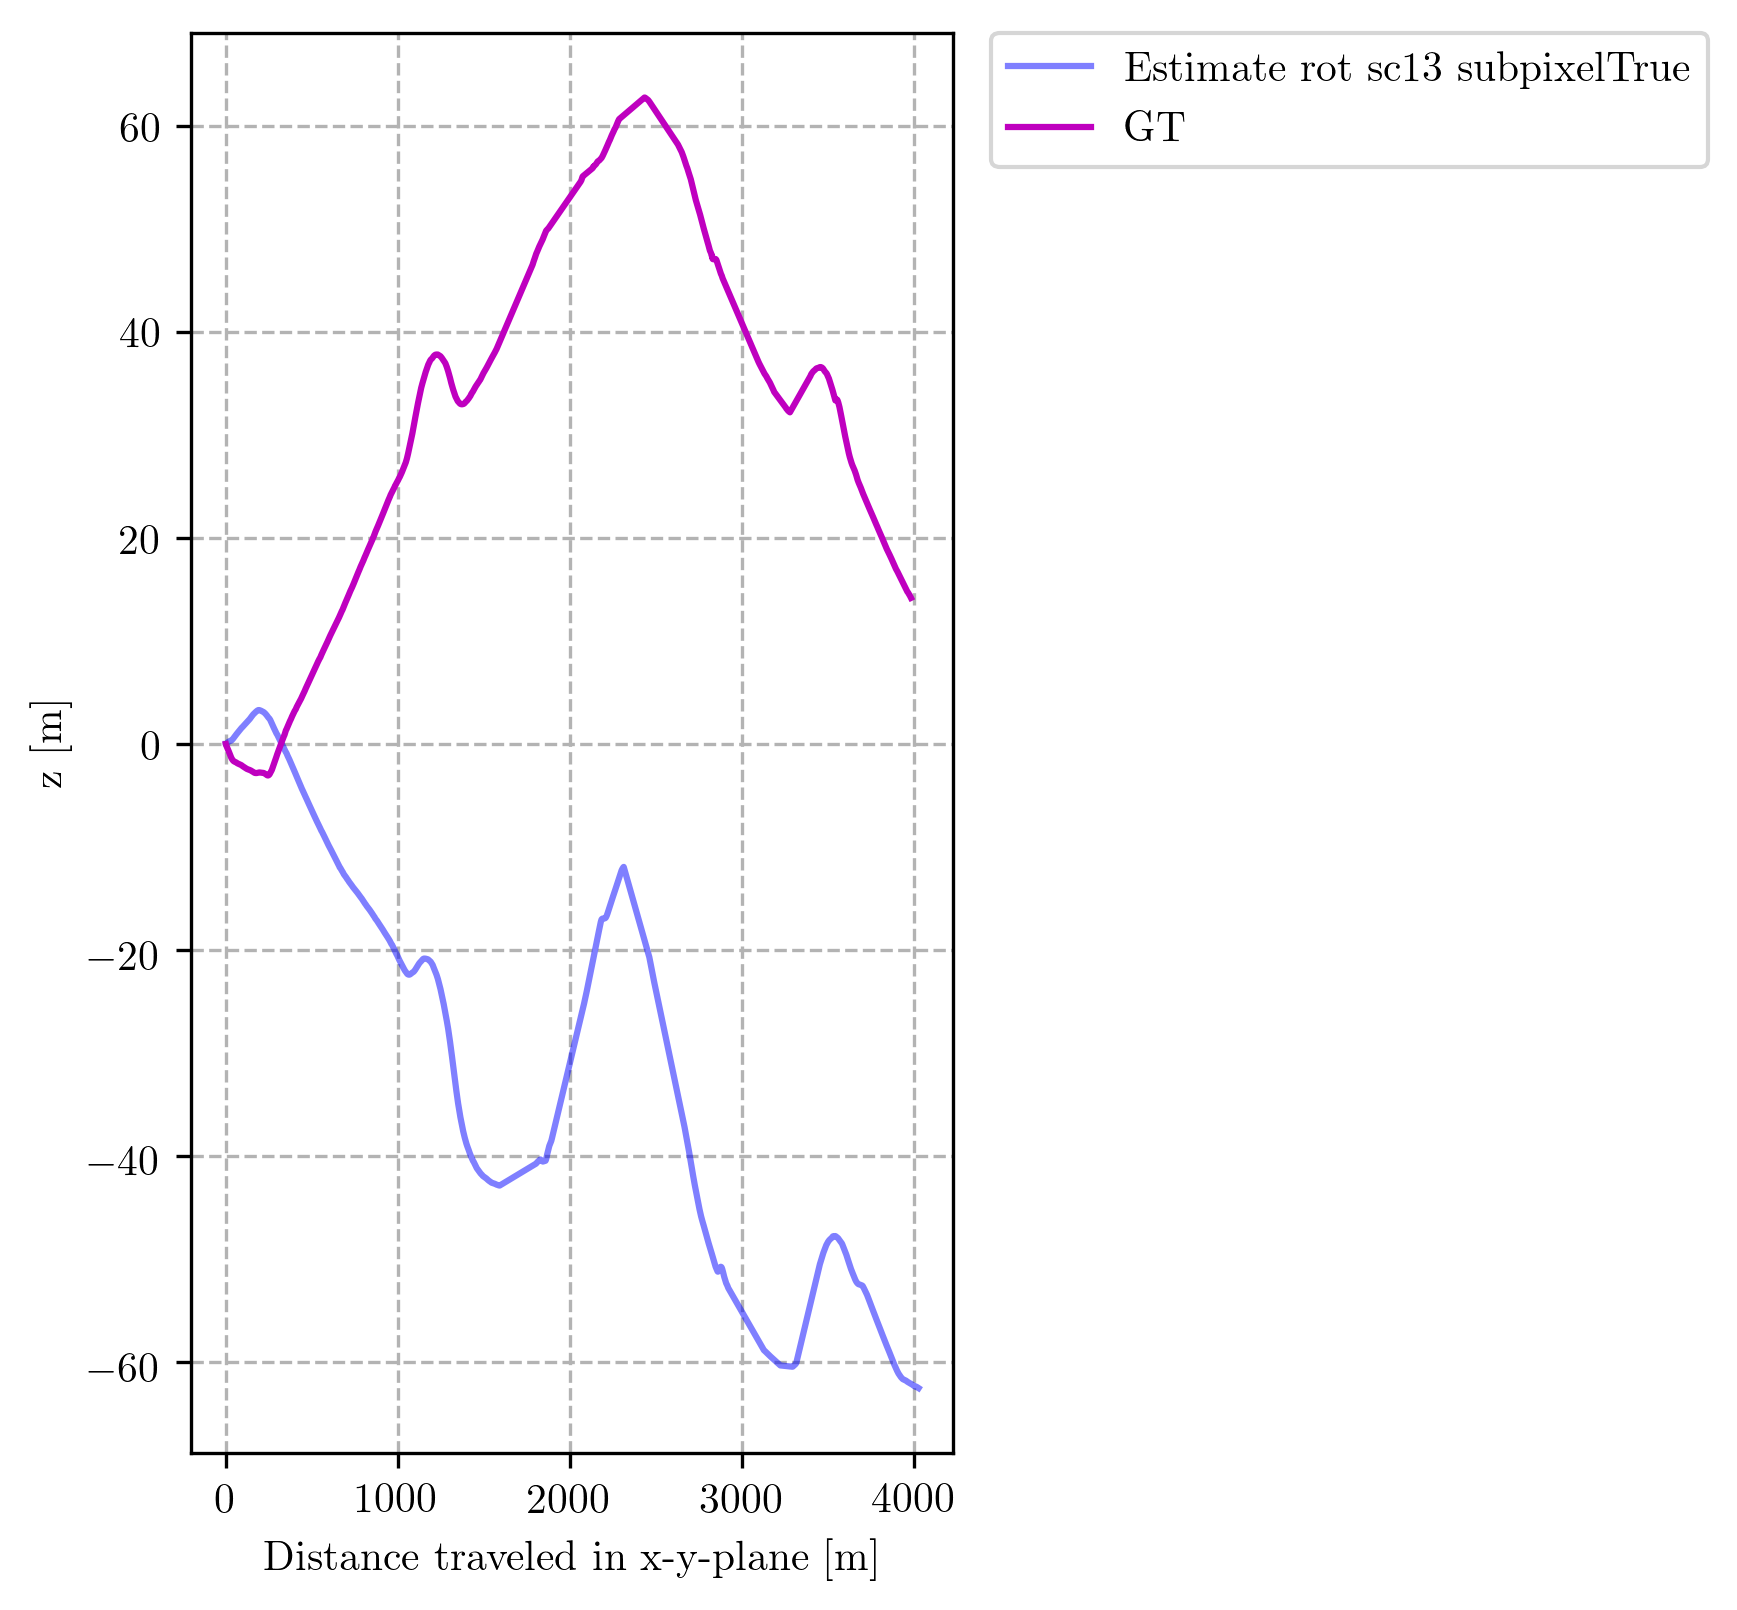 Estimate rot sc13 subpixelTrue
GT
60
40
20
0
−20
−40
−60
z [m]
0 1000 2000 3000 4000
Distance traveled in x-y-plane [m]